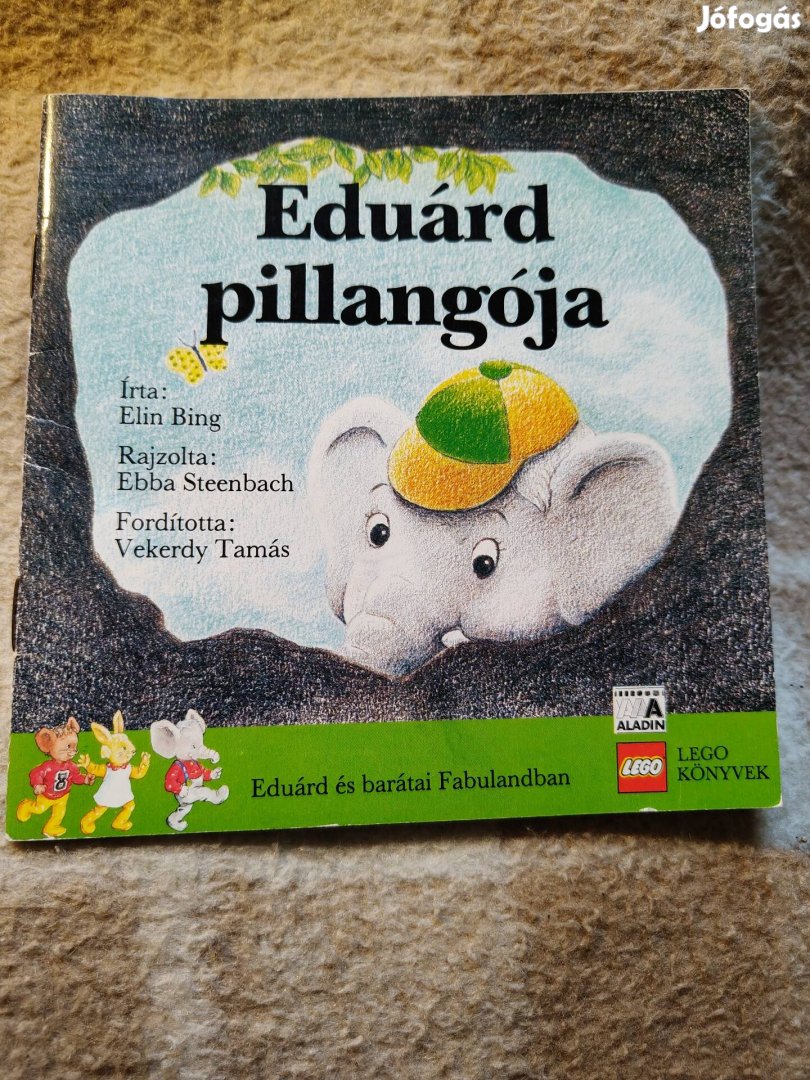 Jófogás
Eduárd
pillangója
Írta:
Elin Bing
Rajzolta:
Ebba Steenbach
Fordította:
Vekerdy Tamás
8
ALADIN
LEGO
LEGO
KÖNYVEK
Eduárd és barátai Fabulandban